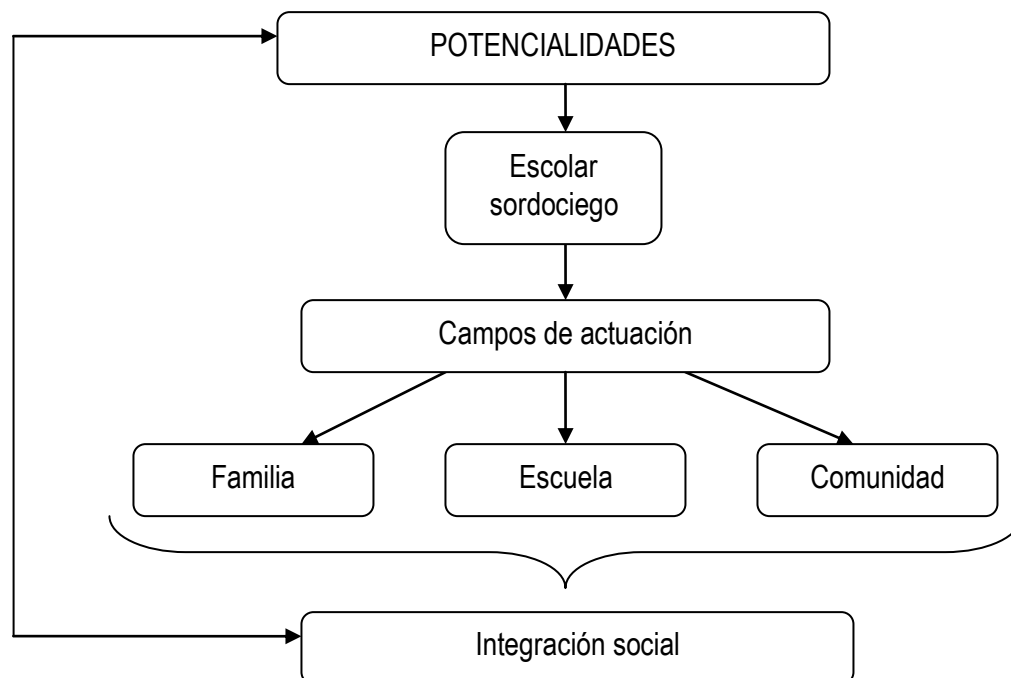 POTENCIALIDADES
Escolar
sordociego
Campos de actuación
Familia
Escuela
Comunidad
Integración social